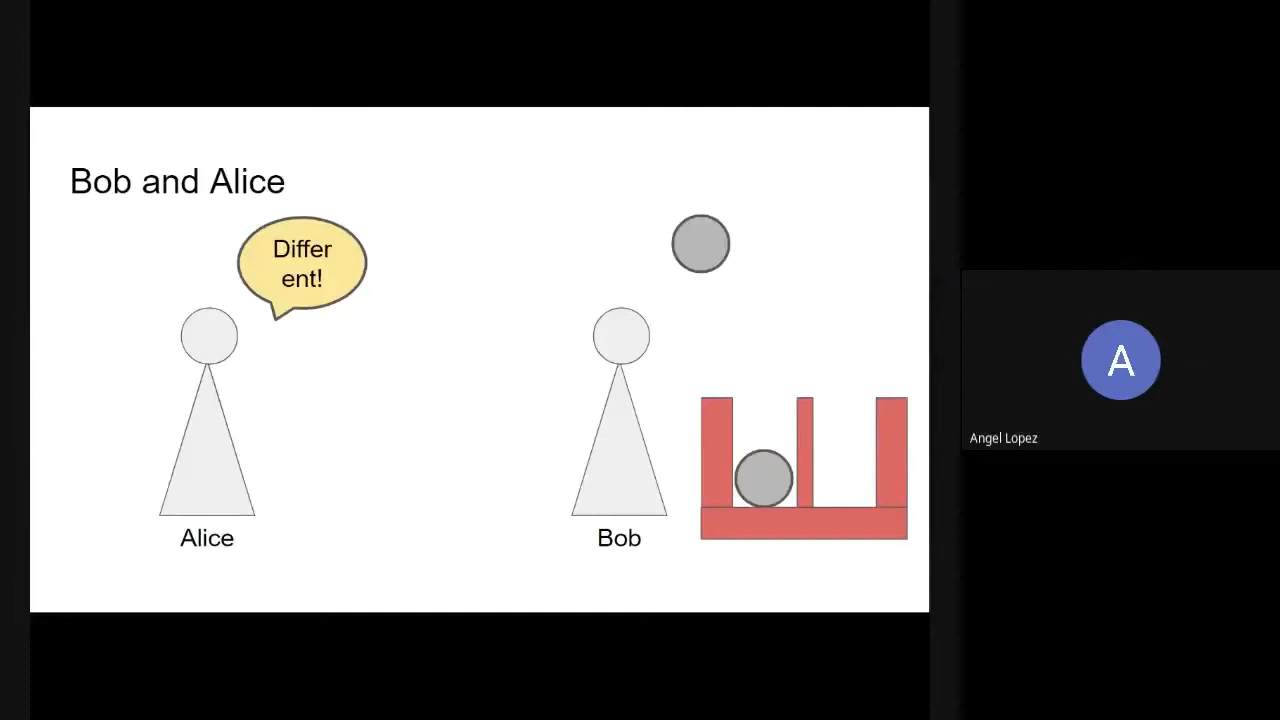 Bob and Alice
Differ
ent!
Alice
Bob
A
Angel Lopez